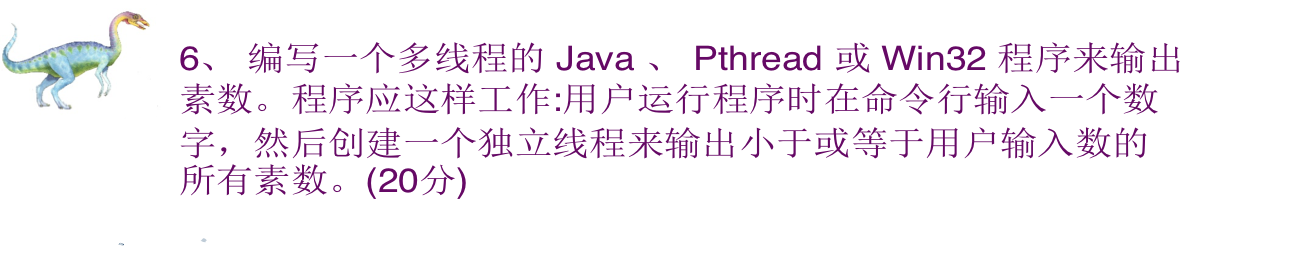 6、 编写一个多线程的 Java 、 Pthread 或 Win32 程序来输出
素数。程序应这样工作:用户运行程序时在命令行输入一个数
字，然后创建一个独立线程来输出小于或等于用户输入数的
所有素数。(20分)